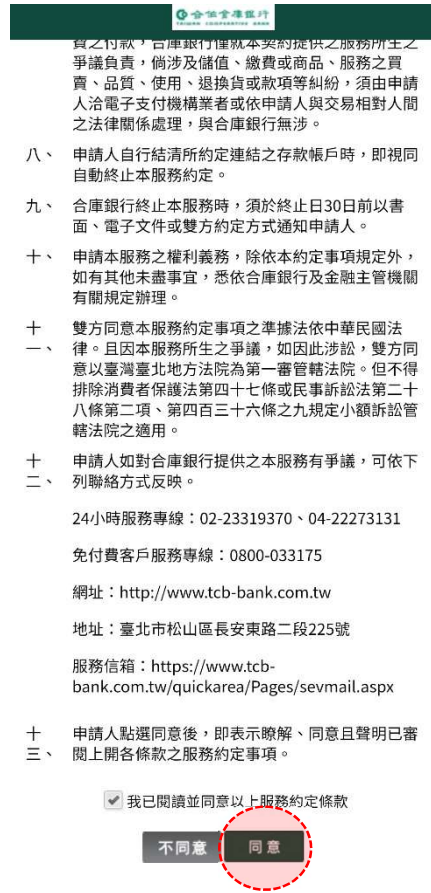 合作金庫銀行
TAIWAN COOPERATIVE BANK
費之付款，合庫銀行僅就本契約提供之服務所生之
爭議負責，倘涉及儲值、繳費或商品、服務之買
賣、品質、使用、退換貨或款項等糾紛，須由申請
人洽電子支付機構業者或依申請人與交易相對人間
之法律關係處理，與合庫銀行無涉。
八、 申請人自行結清所約定連結之存款帳戶時，即視同
自動終止本服務約定。
九、 合庫銀行終止本服務時，須於終止日30日前以書
面、電子文件或雙方約定方式通知申請人。
十、 申請本服務之權利義務，除依本約定事項規定外，
如有其他未盡事宜，悉依合庫銀行及金融主管機關
有關規定辦理。
十 雙方同意本服務約定事項之準據法依中華民國法
一、 律。且因本服務所生之爭議，如因此涉訟，雙方同
意以臺灣臺北地方法院為第一審管轄法院。但不得
排除消費者保護法第四十七條或民事訴訟法第二十
八條第二項、第四百三十六條之九規定小額訴訟管
轄法院之適用。
十 申請人如對合庫銀行提供之本服務有爭議，可依下
二、 列聯絡方式反映。
24小時服務專線：02-23319370、04-22273131
免付費客戶服務專線：0800-033175
網址：http://www.tcb-bank.com.tw
地址：臺北市松山區長安東路二段225號
服務信箱：https://www.tcb-
bank.com.tw/quickarea/Pages/sevmail.aspx
十 申請人點選同意後，即表示瞭解、同意且聲明已審
三、 閱上開各條款之服務約定事項。
我已閱讀並同意以上服務約定條款
不同意 同意